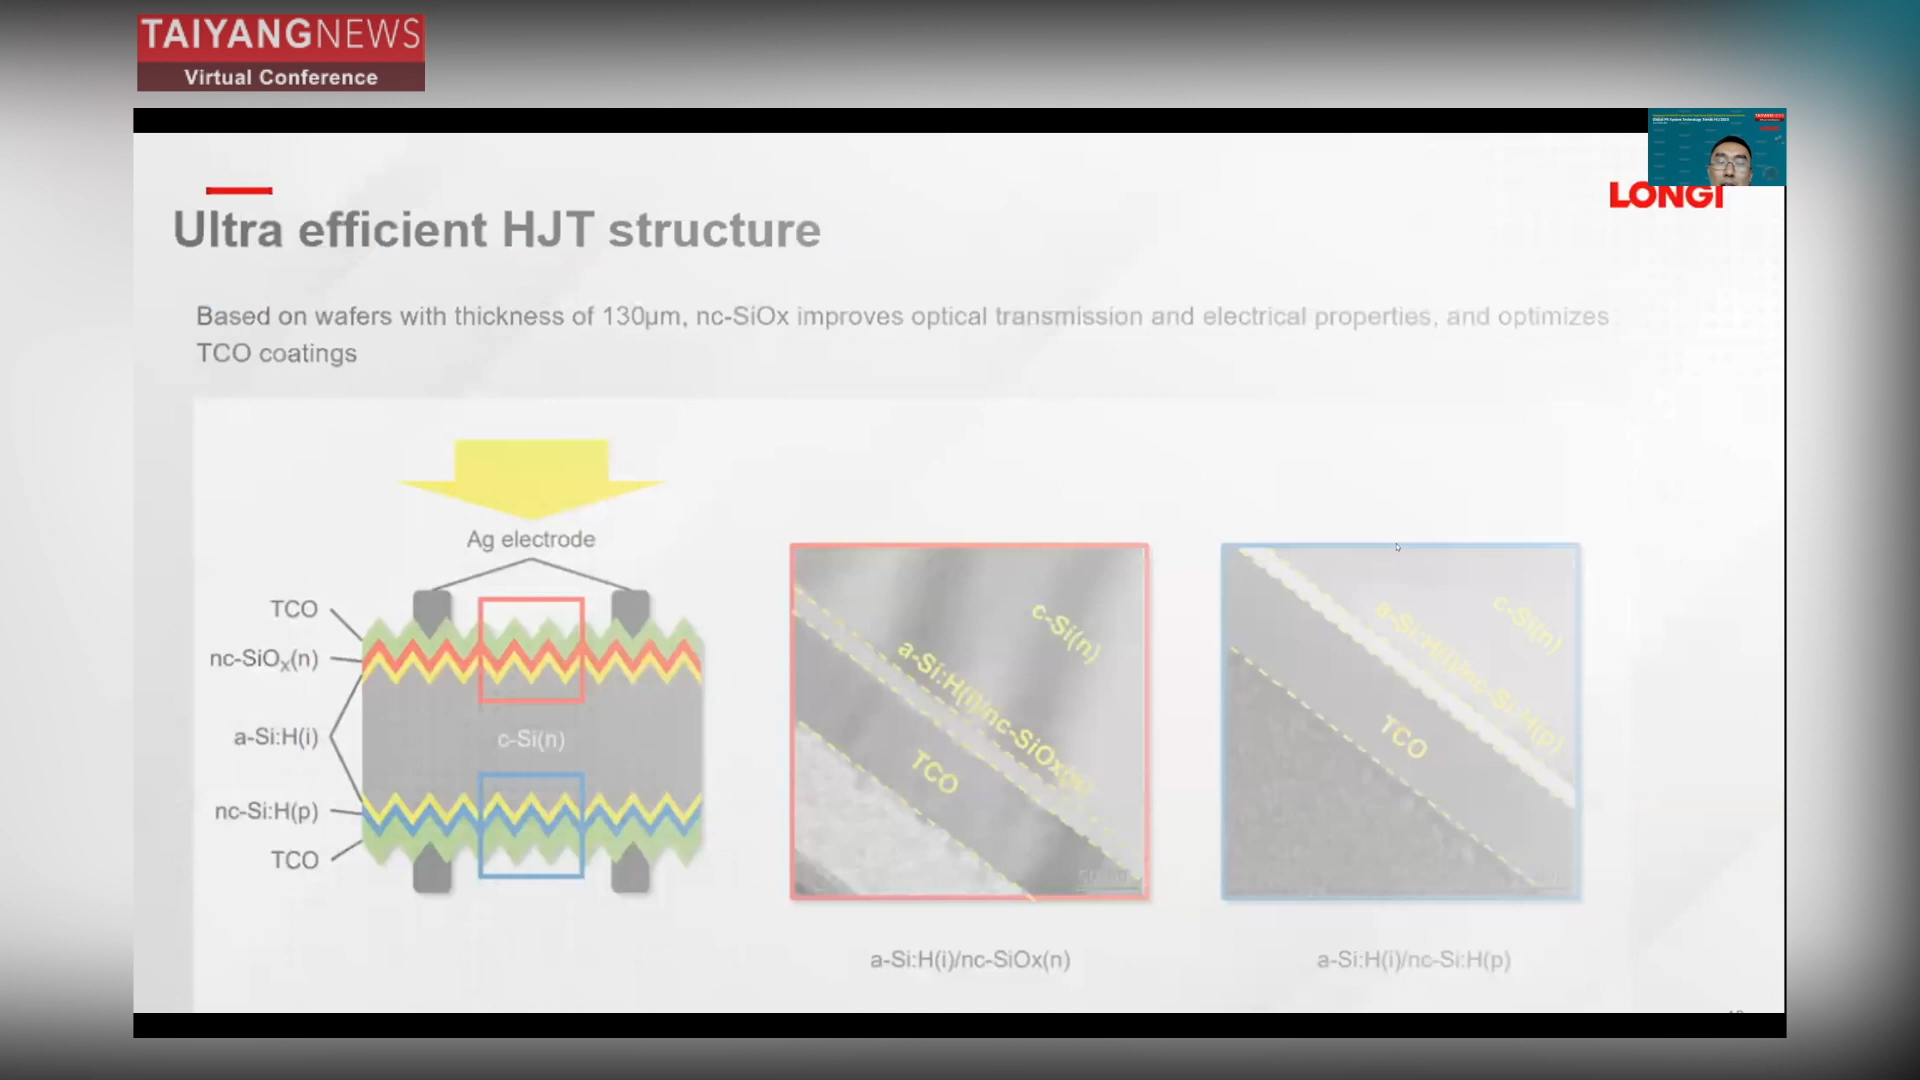 TAIYANGNEWS
Virtual Conference
LONGI
Ultra efficient HJT structure
Based on wafers with thickness of 130μm, nc-SiOx improves optical transmission and electrical properties, and optimizes
TCO coatings
Ag electrode
TCO
nc-SiOx(n)
a-Si:H(i)
c-Si(n)
nc-Si:H(p)
TCO
c-Si(n)
a-Si:H(i)/nc-SiOx(n)
TCO
a-Si:H(i)/nc-SiOx(n)
c-Si(n)
a-Si:H(i)/nc-Si:H(p)
TCO
a-Si:H(i)/nc-Si:H(p)